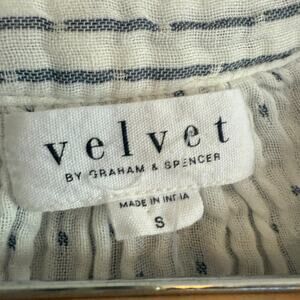 velvet
BY GRAHAM & SPENCER
MADE IN INDIA
S